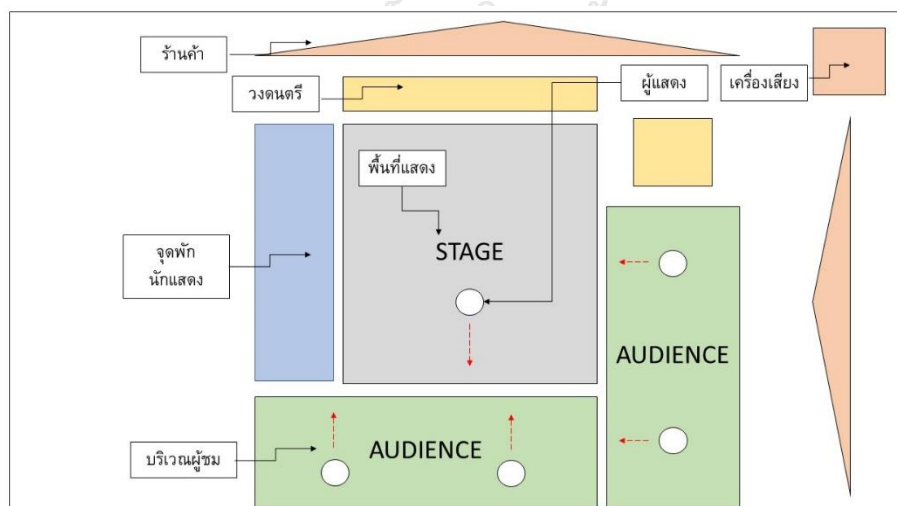 ร้านค้า
วงดนตรี
ผู้แสดง
เครื่องเสียง
พื้นที่แสดง
STAGE
จุดพัก
นักแสดง
AUDIENCE
AUDIENCE
บริเวณผู้ชม